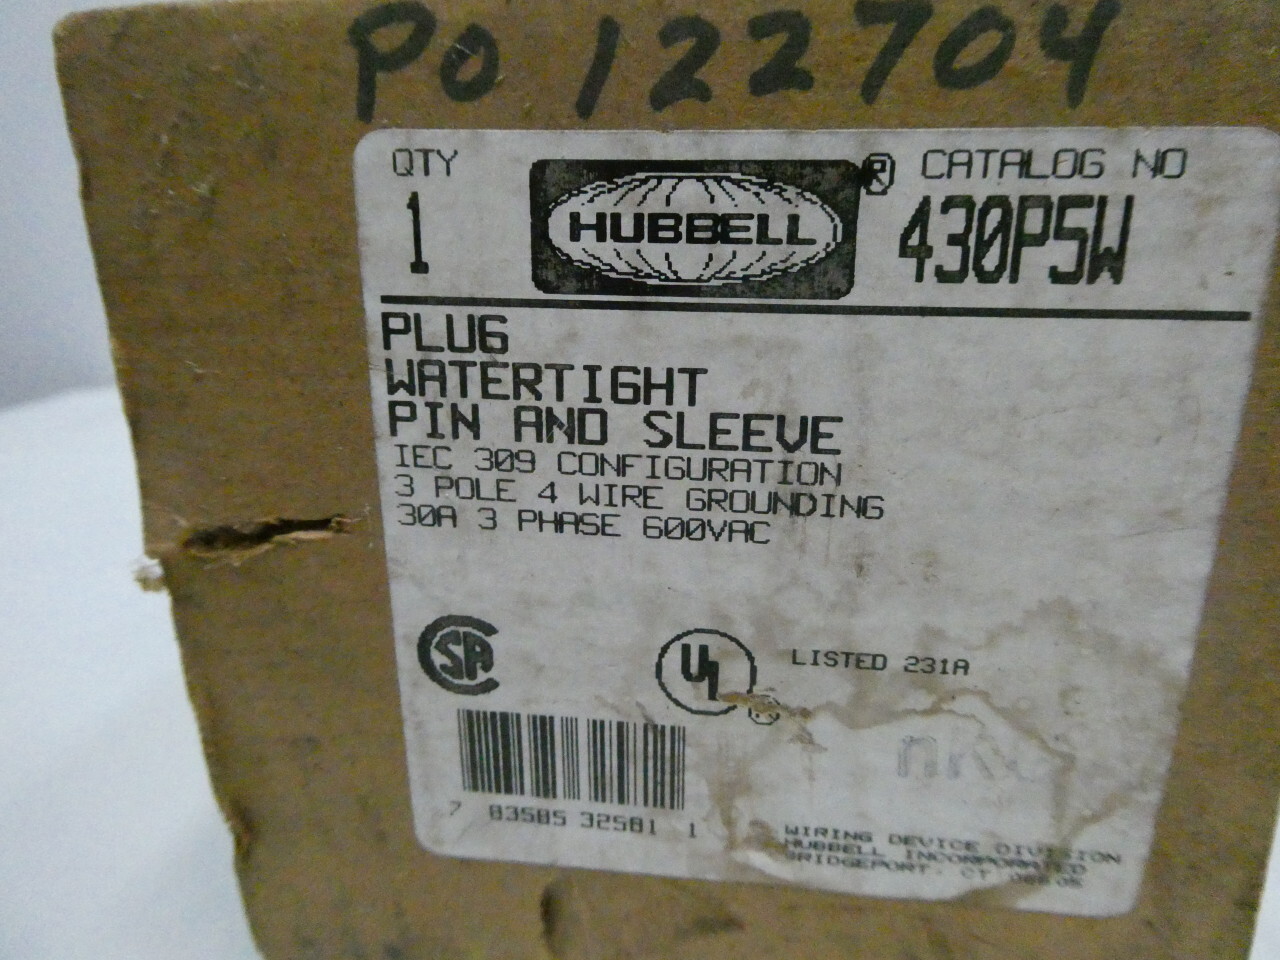 PO 122704
QTY
1
HUBBELL ®
CATALOG NO
430P5W
PLUG
WATERTIGHT
PIN AND SLEEVE
IEC 309 CONFIGURATION
3 POLE 4 WIRE GROUNDING
30A 3 PHASE 600VAC
SA
UL ®
LISTED 231A
7 83585 32581 1
WIRING DEVICE DIVISION
HUBBELL INCORPORATED
BRIDGEPORT, CT